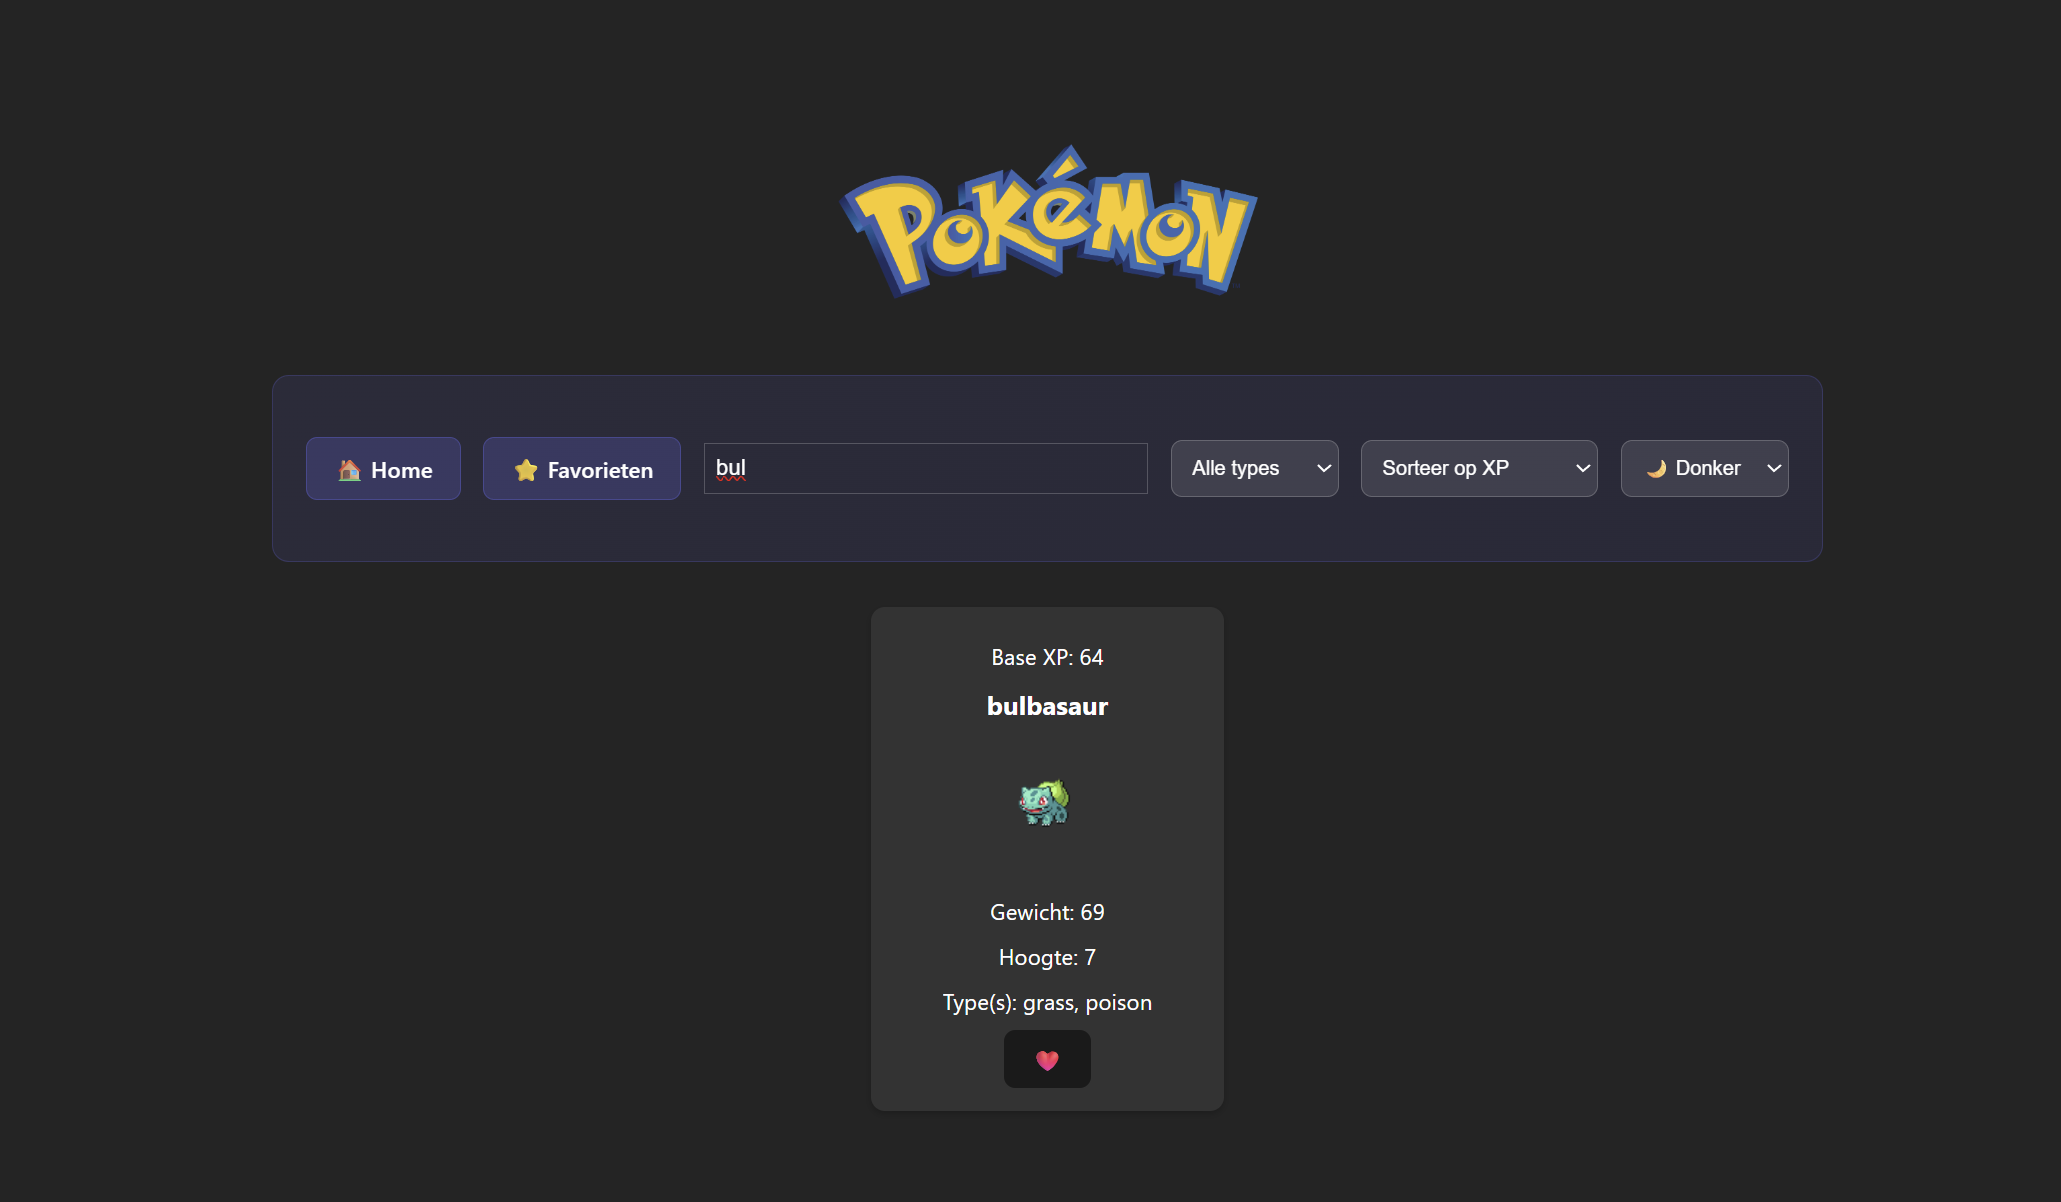 Pokémon
Home
Favorieten
bul
Alle types
Sorteer op XP
Donker
Base XP: 64
bulbasaur
Gewicht: 69
Hoogte: 7
Type(s): grass, poison